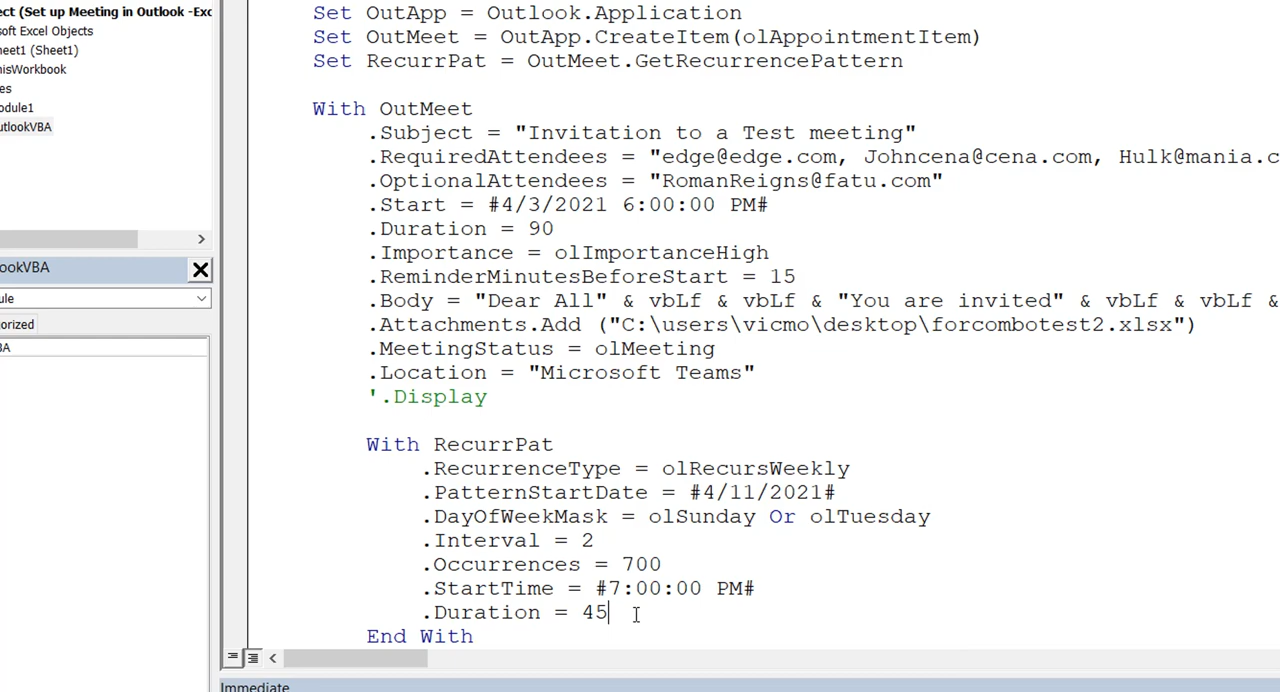 ect (Set up Meeting in Outlook -Exc
soft Excel Objects
heet1 (Sheet1)
hisWorkbook
es
odule1
utlookVBA
ookVBA
ule
orized
BA
Set OutApp = Outlook.Application
Set OutMeet = OutApp.CreateItem(olAppointmentItem)
Set RecurrPat = OutMeet.GetRecurrencePattern
With OutMeet
.Subject = "Invitation to a Test meeting"
.RequiredAttendees = "edge@edge.com, Johncena@cena.com, Hulk@mania.c
.OptionalAttendees = "RomanReigns@fatu.com"
.Start = #4/3/2021 6:00:00 PM#
.Duration = 90
.Importance = olImportanceHigh
.ReminderMinutesBeforeStart = 15
.Body = "Dear All" & vbLf & vbLf & "You are invited" & vbLf & vbLf &
.Attachments.Add ("C:\users\vicmo\desktop\forcombotest2.xlsx")
.MeetingStatus = olMeeting
.Location = "Microsoft Teams"
'.Display
With RecurrPat
.RecurrenceType = olRecursWeekly
.PatternStartDate = #4/11/2021#
.DayOfWeekMask = olSunday Or olTuesday
.Interval = 2
.Occurrences = 700
.StartTime = #7:00:00 PM#
.Duration = 45
End With
Immediate